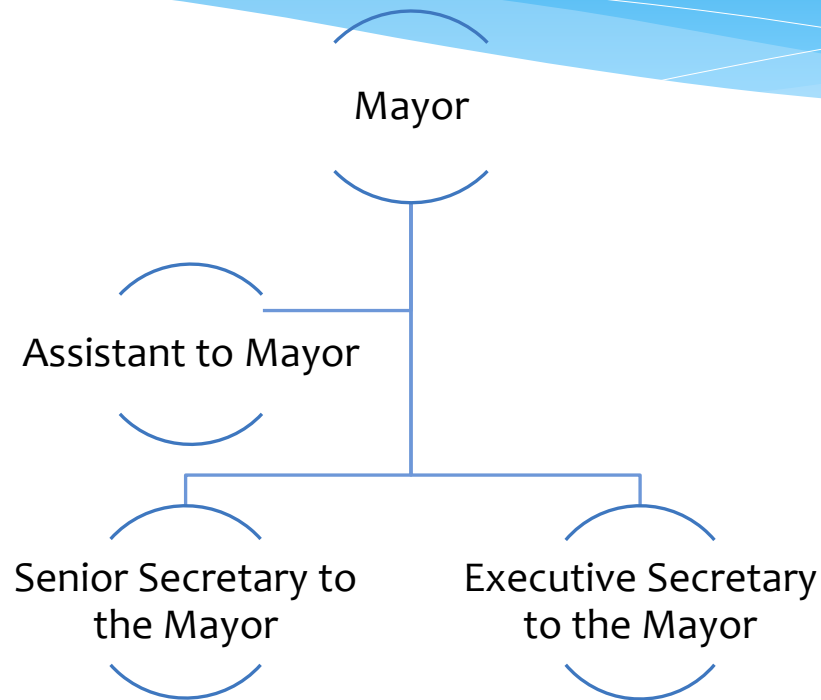 Mayor
Assistant to Mayor
Senior Secretary to
the Mayor
Executive Secretary
to the Mayor